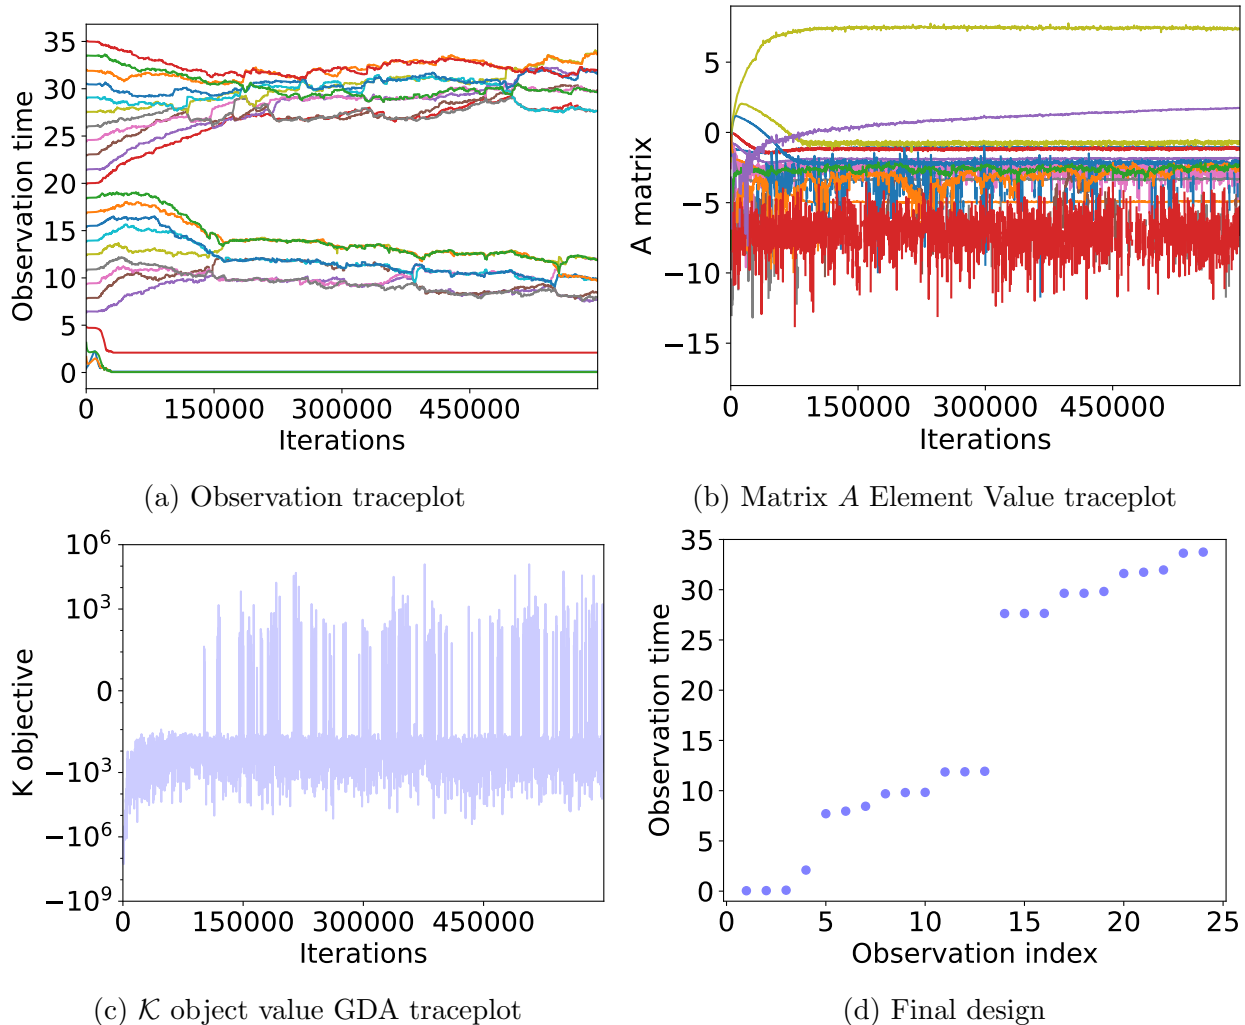 35
30
25
20
15
10
5
0
Observation time
0 150000 300000 450000
Iterations
(a) Observation traceplot
5
0
−5
−10
−15
A matrix
0 150000 300000 450000
Iterations
(b) Matrix A Element Value traceplot
10^6
10^3
0
−10^3
−10^6
−10^9
K objective
0 150000 300000 450000
Iterations
(c) 𝒦 object value GDA traceplot
35
30
25
20
15
10
5
0
Observation time
0 5 10 15 20 25
Observation index
(d) Final design